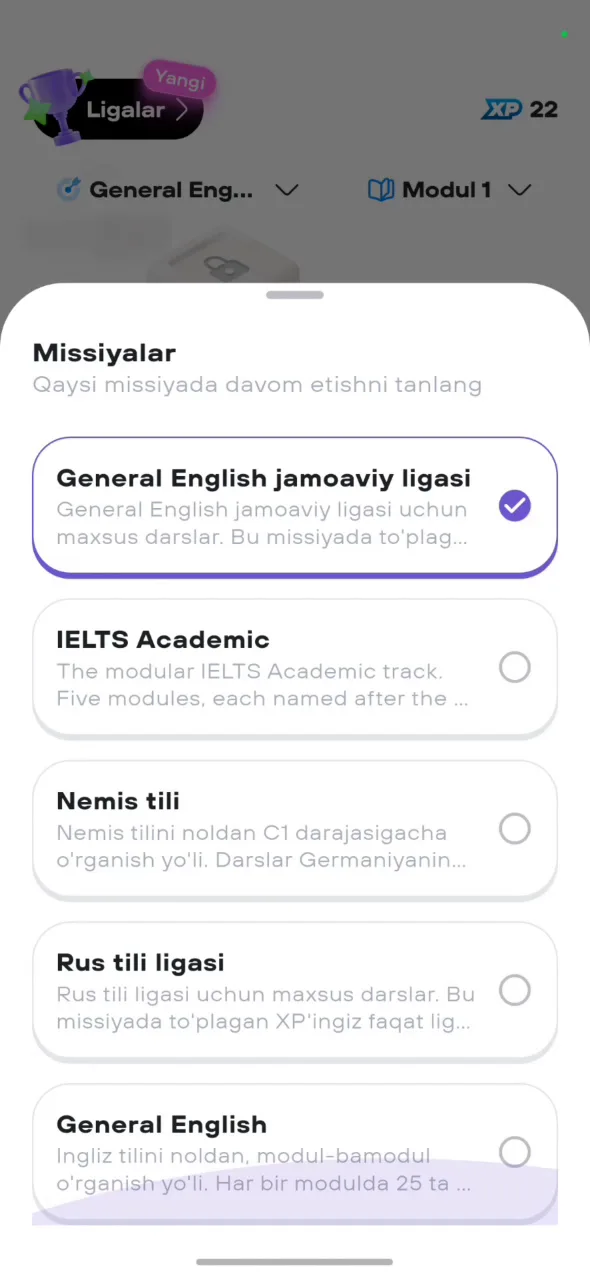 Yangi
Ligalar
XP 22
General Eng...
Modul 1
Missiyalar
Qaysi missiyada davom etishni tanlang
General English jamoaviy ligasi
General English jamoaviy ligasi uchun
maxsus darslar. Bu missiyada to'plag...
IELTS Academic
The modular IELTS Academic track.
Five modules, each named after the ...
Nemis tili
Nemis tilini noldan C1 darajasigacha
o'rganish yo'li. Darslar Germaniyanin...
Rus tili ligasi
Rus tili ligasi uchun maxsus darslar. Bu
missiyada to'plagan XP'ingiz faqat lig...
General English
Ingliz tilini noldan, modul-bamodul
o'rganish yo'li. Har bir modulda 25 ta ...